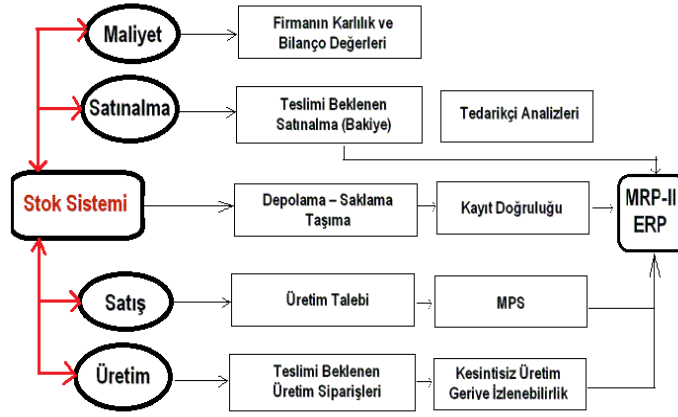 Maliyet
Firmanın Karlılık ve
Bilanço Değerleri
Satınalma
Teslimi Beklenen
Satınalma (Bakiye)
Tedarikçi Analizleri
Stok Sistemi
Depolama – Saklama
Taşıma
Kayıt Doğruluğu
MRP-II
ERP
Satış
Üretim Talebi
MPS
Üretim
Teslimi Beklenen
Üretim Siparişleri
Kesintisiz Üretim
Geriye İzlenebilirlik